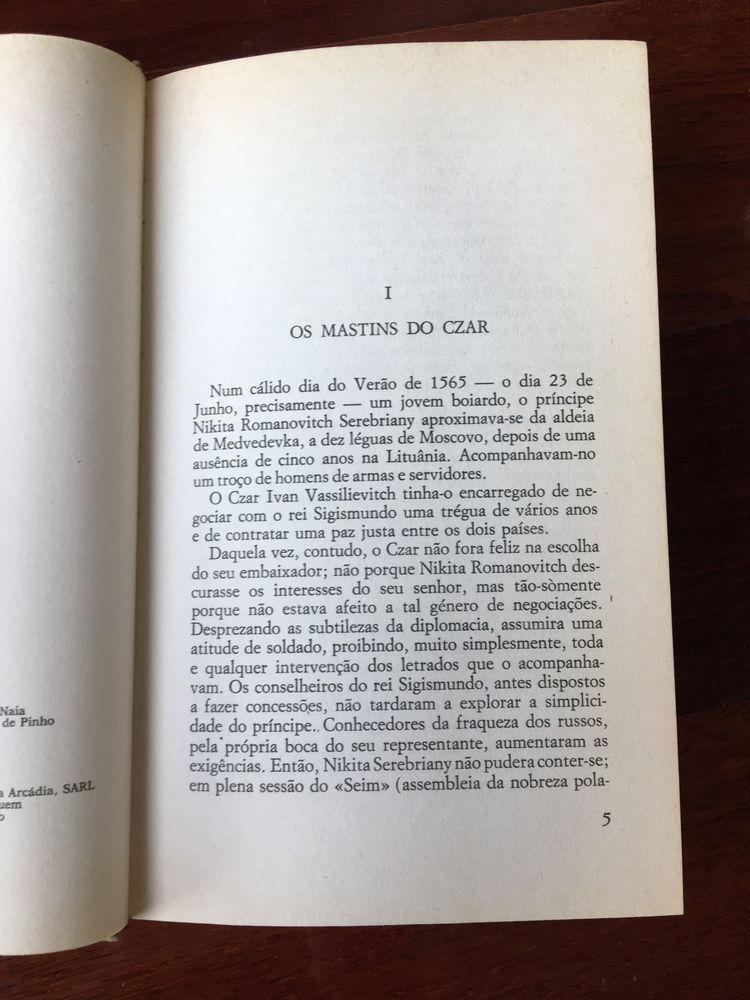 Naia
de Pinho
a Arcádia, SARL
uem
o
I
OS MASTINS DO CZAR
Num cálido dia do Verão de 1565 — o dia 23 de
Junho, precisamente — um jovem boiardo, o príncipe
Nikita Romanovitch Serebriany aproximava-se da aldeia
de Medvedevka, a dez léguas de Moscovo, depois de uma
ausência de cinco anos na Lituânia. Acompanhavam-no
um troço de homens de armas e servidores.
O Czar Ivan Vassilievitch tinha-o encarregado de ne-
gociar com o rei Sigismundo uma trégua de vários anos
e de contratar uma paz justa entre os dois países.
Daquela vez, contudo, o Czar não fora feliz na escolha
do seu embaixador; não porque Nikita Romanovitch des-
curasse os interesses do seu senhor, mas tão-sòmente
porque não estava afeito a tal género de negociações.
Desprezando as subtilezas da diplomacia, assumira uma
atitude de soldado, proibindo, muito simplesmente, toda
e qualquer intervenção dos letrados que o acompanha-
vam. Os conselheiros do rei Sigismundo, antes dispostos
a fazer concessões, não tardaram a explorar a simplici-
dade do príncipe. Conhecedores da fraqueza dos russos,
pela própria boca do seu representante, aumentaram as
exigências. Então, Nikita Serebriany não pudera conter-se;
em plena sessão do «Seim» (assembleia da nobreza pola-
5